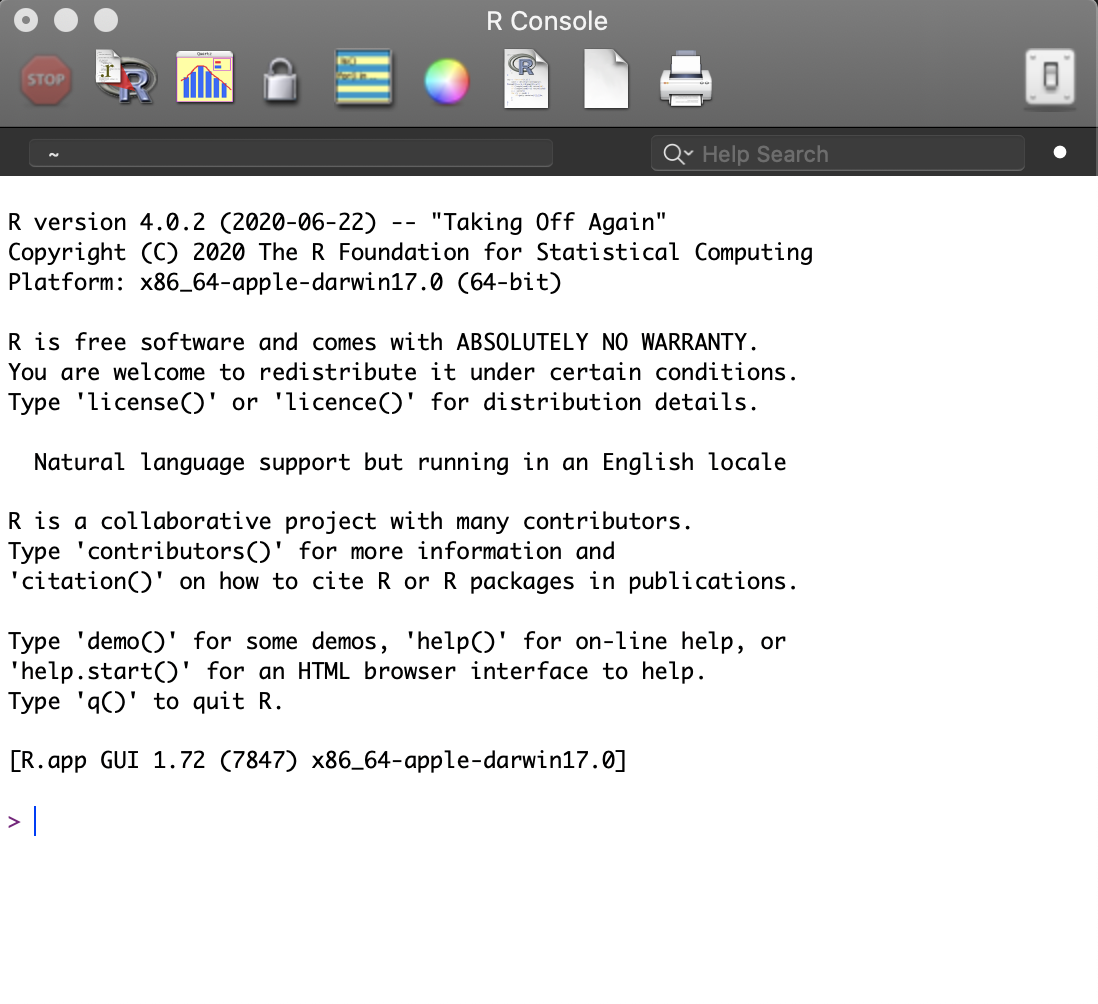 R Console
STOP
~
Help Search
R version 4.0.2 (2020-06-22) -- "Taking Off Again"
Copyright (C) 2020 The R Foundation for Statistical Computing
Platform: x86_64-apple-darwin17.0 (64-bit)
R is free software and comes with ABSOLUTELY NO WARRANTY.
You are welcome to redistribute it under certain conditions.
Type 'license()' or 'licence()' for distribution details.
Natural language support but running in an English locale
R is a collaborative project with many contributors.
Type 'contributors()' for more information and
'citation()' on how to cite R or R packages in publications.
Type 'demo()' for some demos, 'help()' for on-line help, or
'help.start()' for an HTML browser interface to help.
Type 'q()' to quit R.
[R.app GUI 1.72 (7847) x86_64-apple-darwin17.0]
>